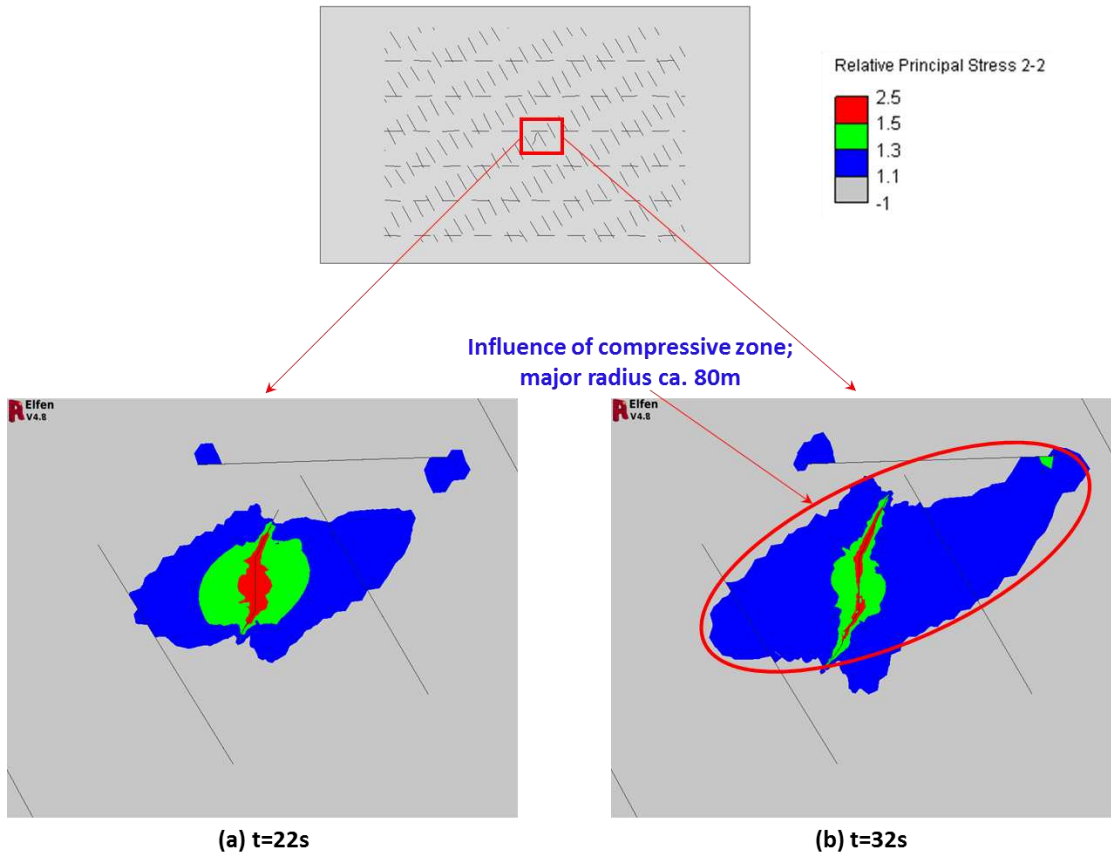 Relative Principal Stress 2-2
2.5
1.5
1.3
1.1
-1
Influence of compressive zone;
major radius ca. 80m
Elfen
V4.8
Elfen
V4.8
(a) t=22s
(b) t=32s